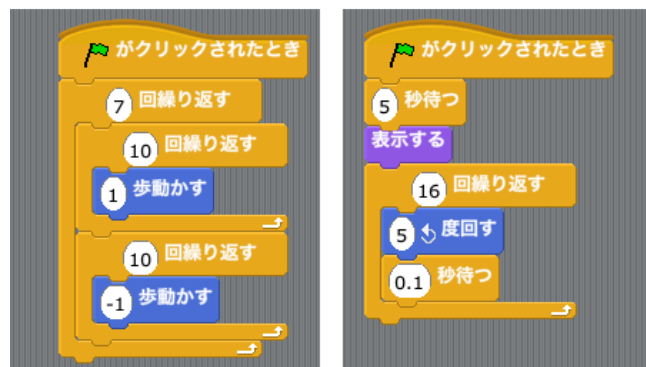 がクリックされたとき
7 回繰り返す
10 回繰り返す
1 歩動かす
10 回繰り返す
-1 歩動かす
がクリックされたとき
5 秒待つ
表示する
16 回繰り返す
5 度回す
0.1 秒待つ